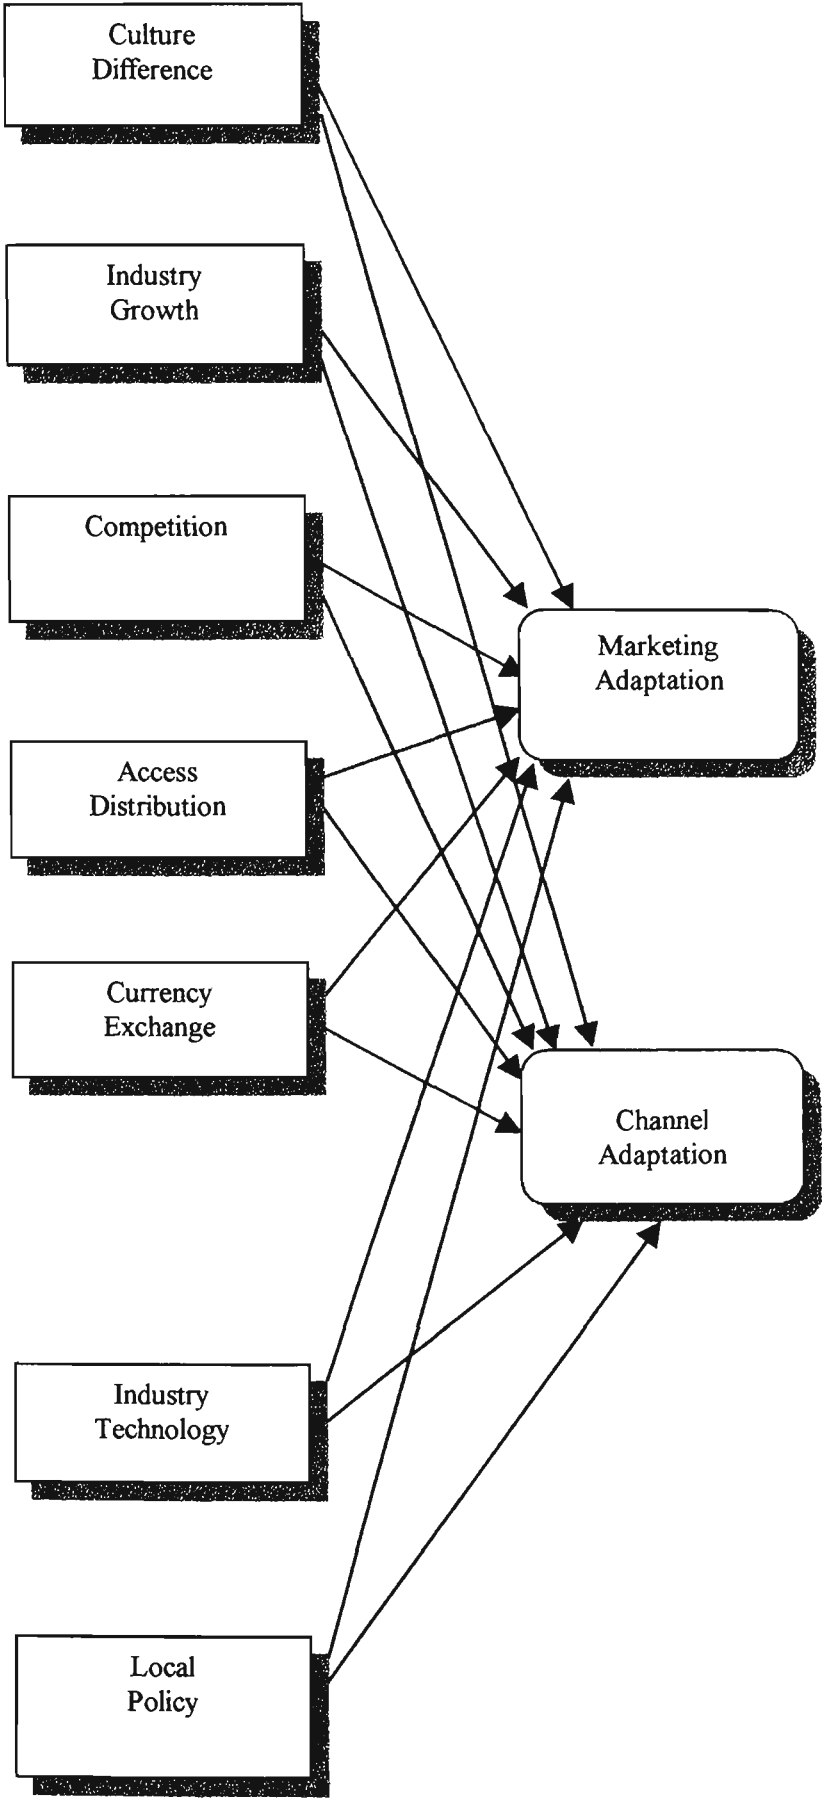 Culture
Difference
Industry
Growth
Competition
Access
Distribution
Currency
Exchange
Industry
Technology
Local
Policy
Marketing
Adaptation
Channel
Adaptation